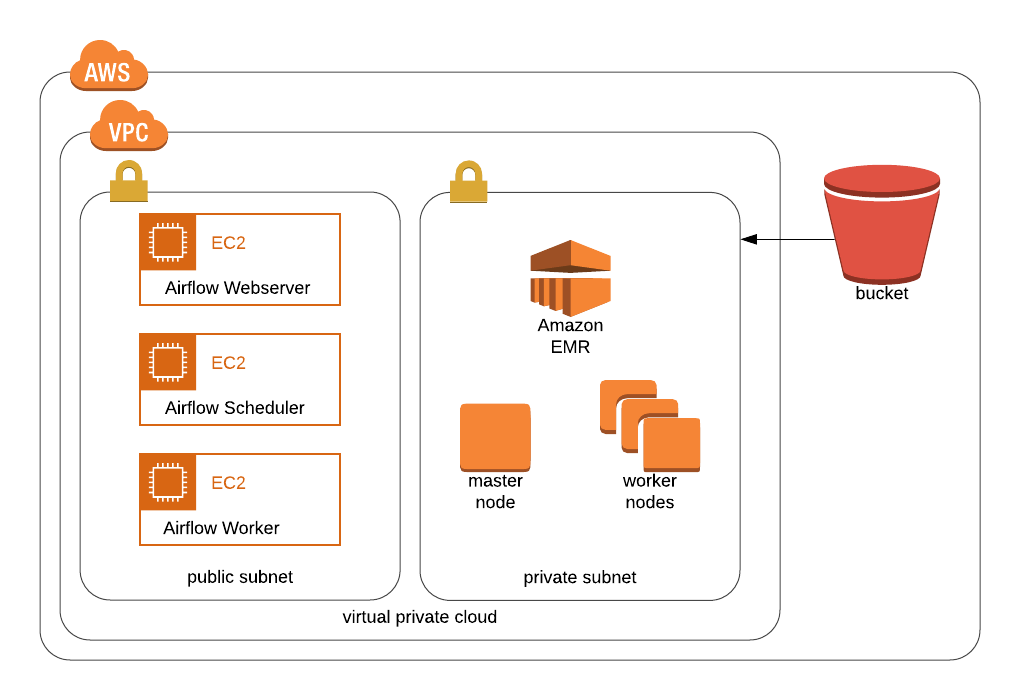 AWS
VPC
EC2
Airflow Webserver
EC2
Airflow Scheduler
EC2
Airflow Worker
public subnet
Amazon
EMR
master
node
worker
nodes
private subnet
virtual private cloud
bucket